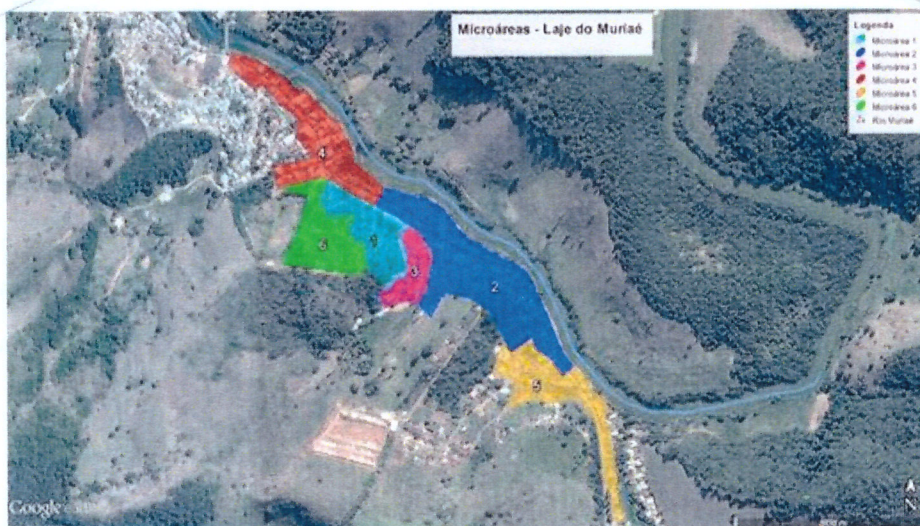 Microáreas - Laje do Muriaé
Legenda
Microárea 1
Microárea 2
Microárea 3
Microárea 4
Microárea 5
Microárea 6
Rio Muriaé
4
6
1
3
2
5
Google
N